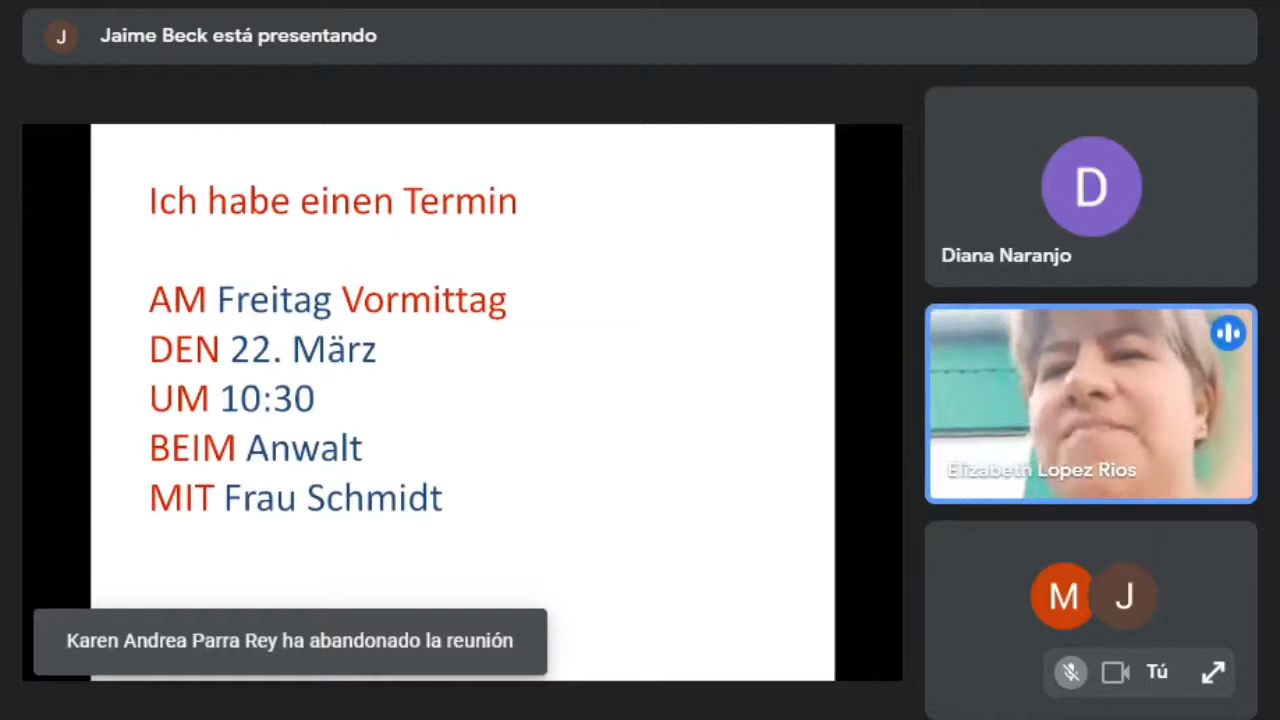 J Jaime Beck está presentando
Ich habe einen Termin
AM Freitag Vormittag
DEN 22. März
UM 10:30
BEIM Anwalt
MIT Frau Schmidt
Karen Andrea Parra Rey ha abandonado la reunión
D
Diana Naranjo
Elizabeth Lopez Rios
M J
Tú